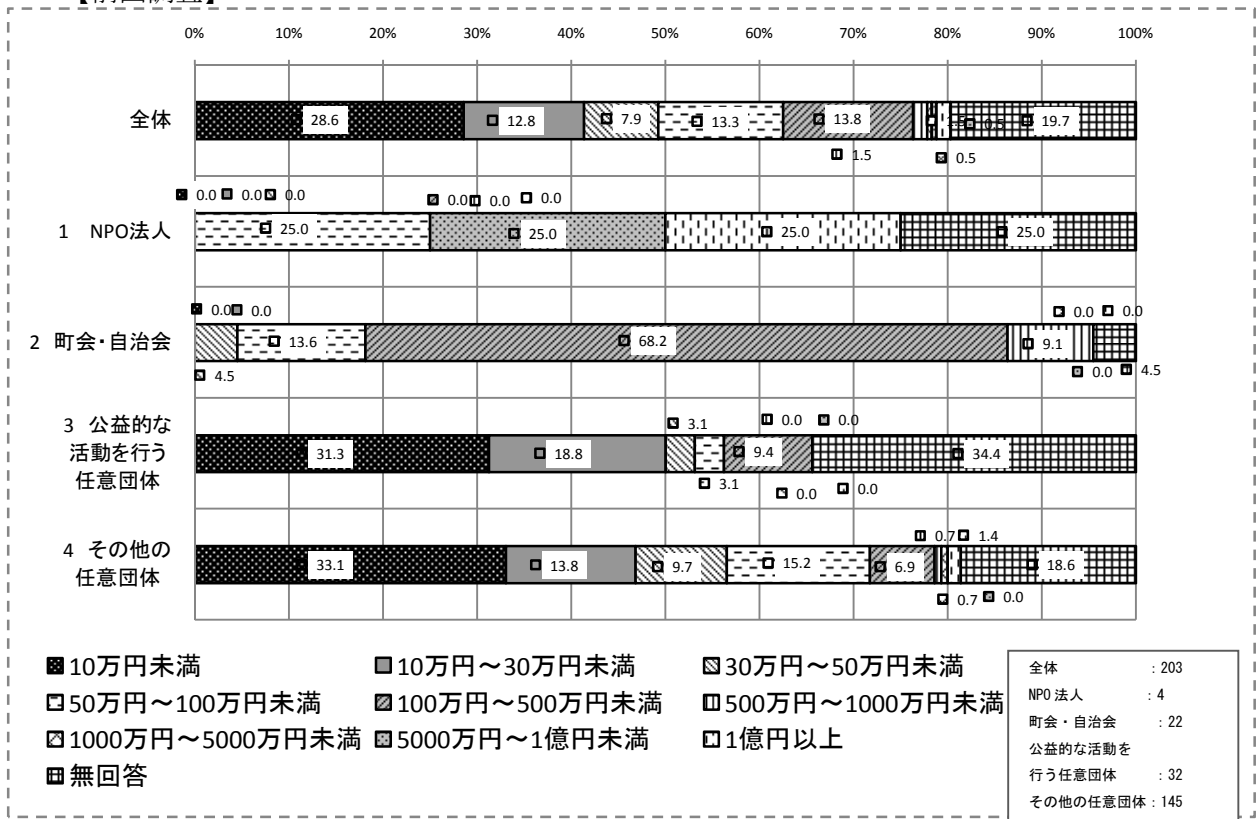 【前回調査】
0% 10% 20% 30% 40% 50% 60% 70% 80% 90% 100%
全体
28.6 12.8 7.9 13.3 13.8 1.5 0.5 19.7
1.5 0.5
0.0 0.0 0.0 0.0 0.0 0.0
1 NPO法人
25.0 25.0 25.0 25.0
0.0 0.0 0.0 0.0
2 町会・自治会
13.6 68.2 9.1
4.5 0.0 4.5
3 公益的な
活動を行う
任意団体
3.1 0.0 0.0
31.3 18.8 9.4 34.4
3.1 0.0 0.0
4 その他の
任意団体
0.7 1.4
33.1 13.8 9.7 15.2 6.9 18.6
0.7 0.0
10万円未満 10万円～30万円未満 30万円～50万円未満
50万円～100万円未満 100万円～500万円未満 500万円～1000万円未満
1000万円～5000万円未満 5000万円～1億円未満 1億円以上
無回答
全体 : 203
NPO 法人 : 4
町会・自治会 : 22
公益的な活動を
行う任意団体 : 32
その他の任意団体 : 145